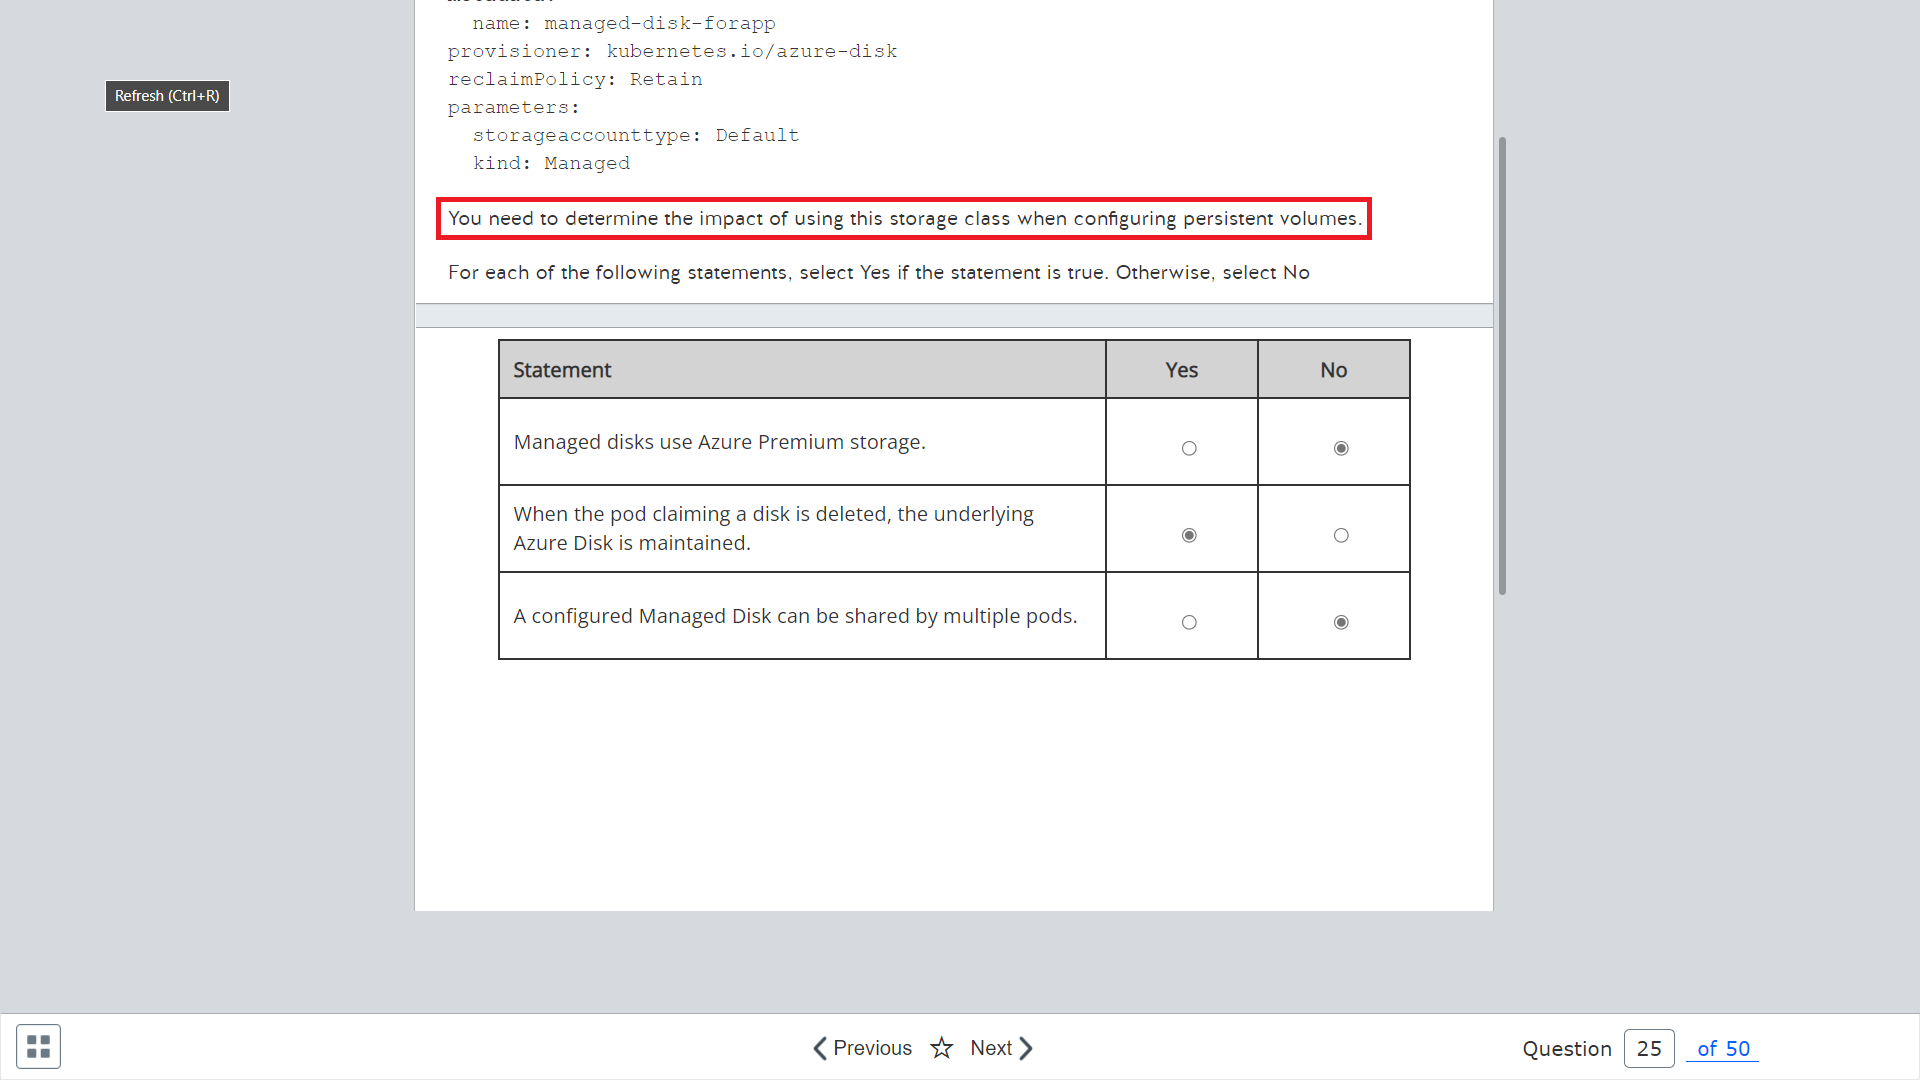 name: managed-disk-forapp
provisioner: kubernetes.io/azure-disk
reclaimPolicy: Retain
parameters:
storageaccounttype: Default
kind: Managed
Refresh (Ctrl+R)
You need to determine the impact of using this storage class when configuring persistent volumes.
For each of the following statements, select Yes if the statement is true. Otherwise, select No
Statement Yes No
Managed disks use Azure Premium storage.
When the pod claiming a disk is deleted, the underlying
Azure Disk is maintained.
A configured Managed Disk can be shared by multiple pods.
Previous Next
Question 25 of 50